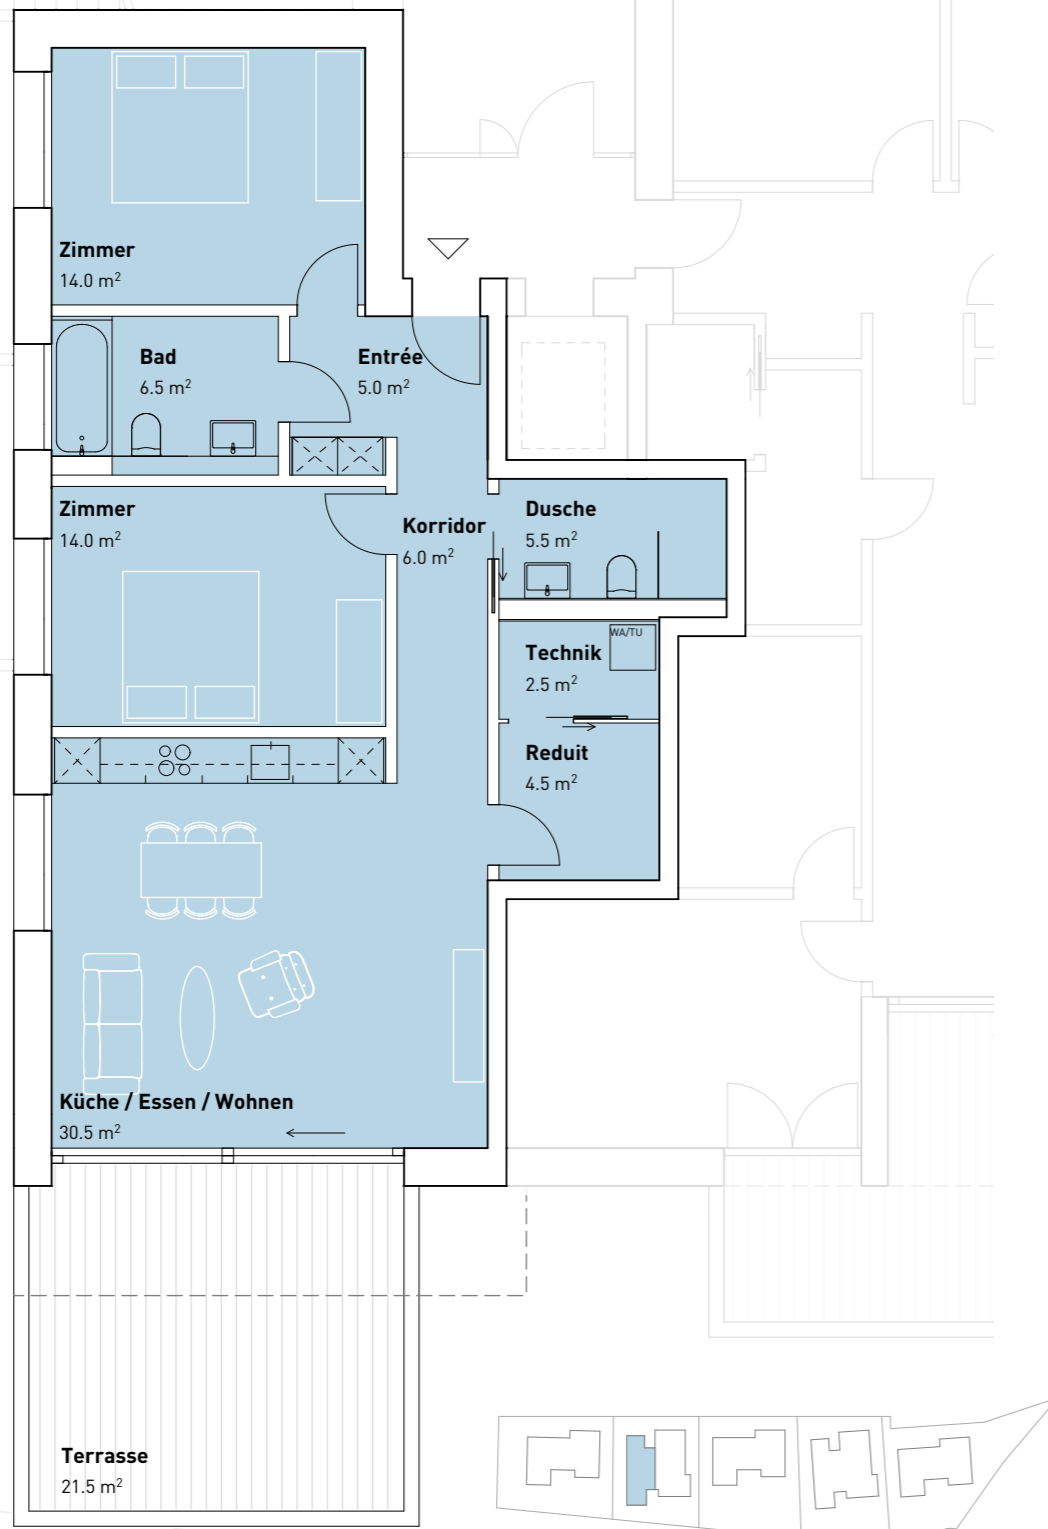 Zimmer
14.0 m²
Bad
6.5 m²
Entrée
5.0 m²
Zimmer
14.0 m²
Korridor
6.0 m²
Dusche
5.5 m²
WA/TU
Technik
2.5 m²
Reduit
4.5 m²
Küche / Essen / Wohnen
30.5 m²
Terrasse
21.5 m²